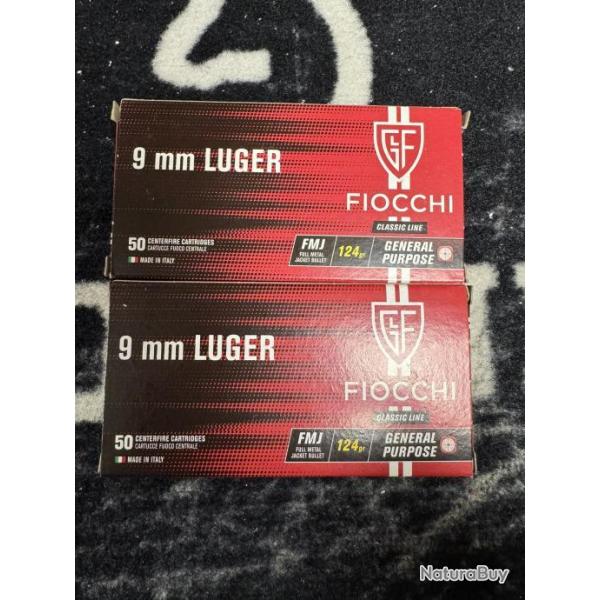 9 mm LUGER
GFL
FIOCCHI
CLASSIC LINE
50 CENTERFIRE CARTRIDGES
CARTUCCE FUOCO CENTRALE
MADE IN ITALY
FMJ
FULL METAL
JACKET BULLET
124gr
GENERAL
PURPOSE
9 mm LUGER
GFL
FIOCCHI
CLASSIC LINE
50 CENTERFIRE CARTRIDGES
CARTUCCE FUOCO CENTRALE
MADE IN ITALY
FMJ
FULL METAL
JACKET BULLET
124gr
GENERAL
PURPOSE
NaturaBuy